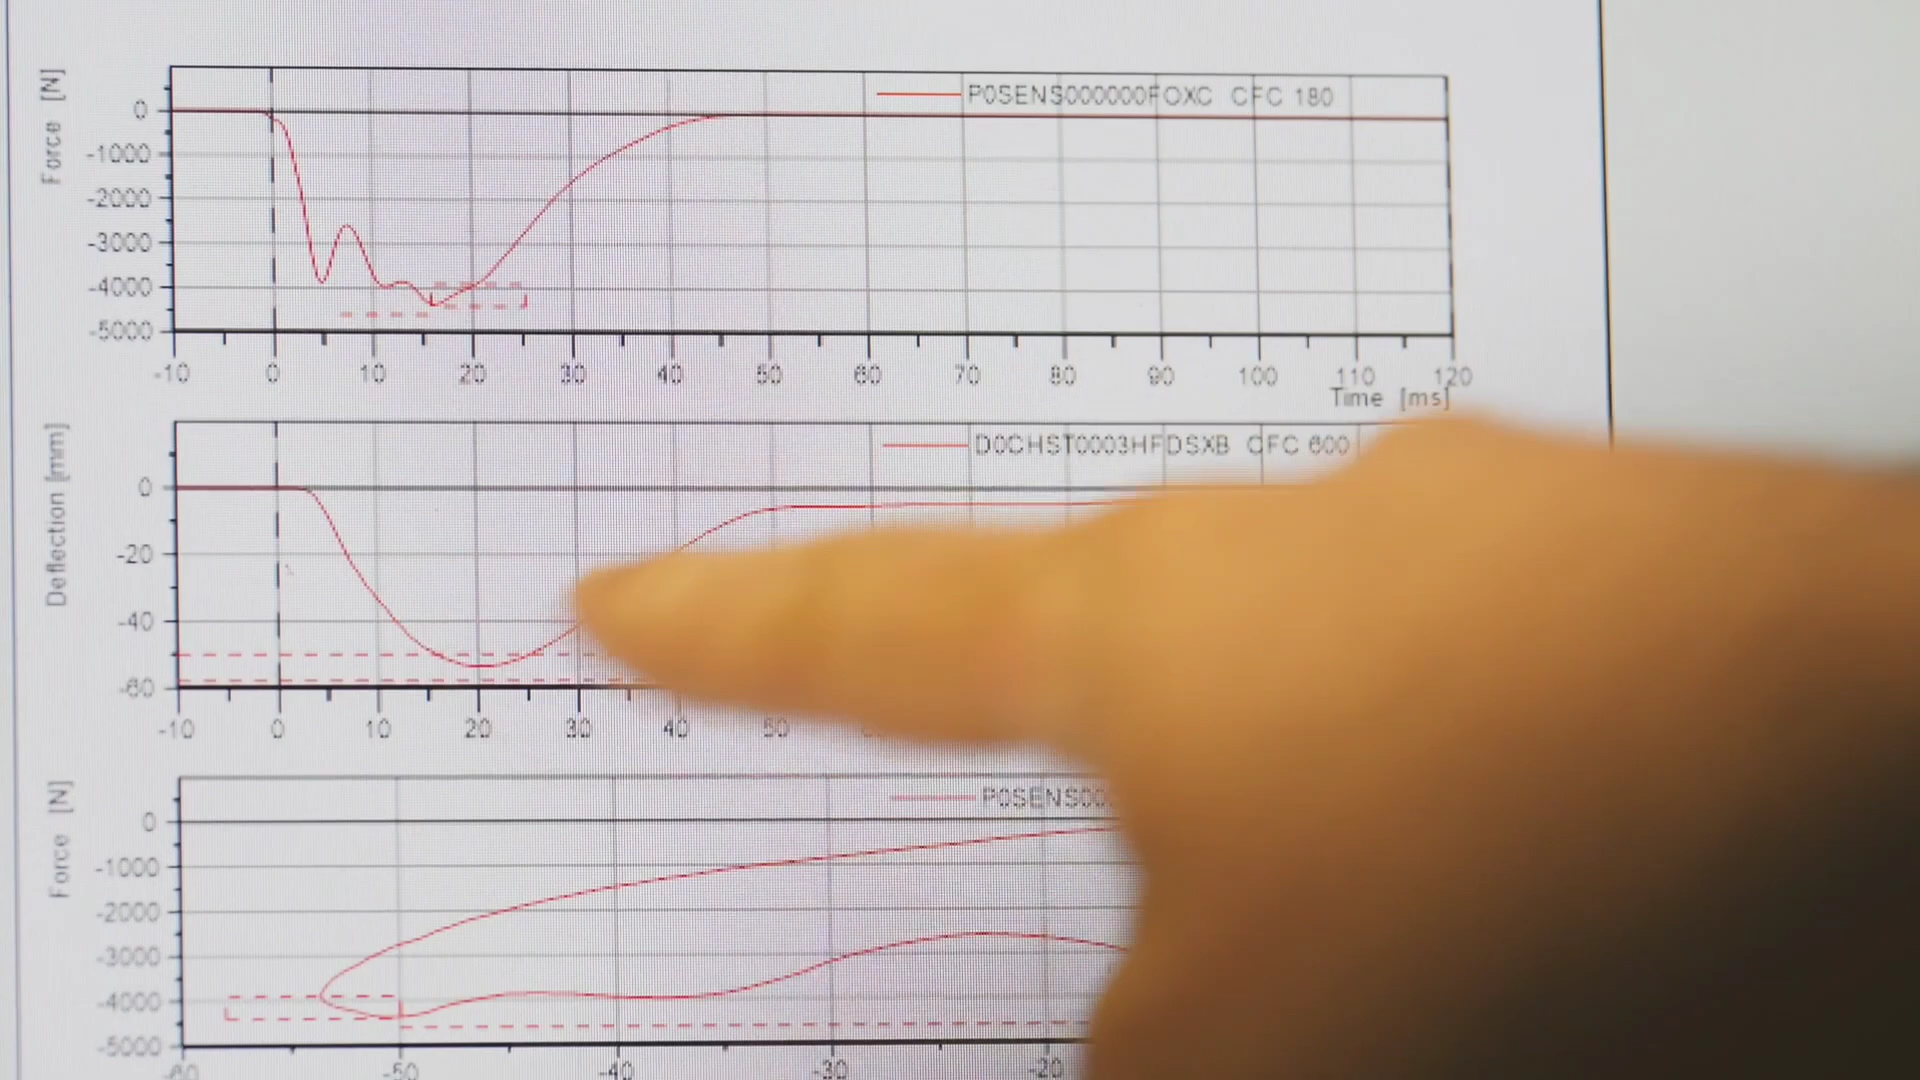 Force [N]
P0SENS000000FOXC CFC 180
0
-1000
-2000
-3000
-4000
-5000
-10 0 10 20 30 40 50 60 70 80 90 100 110 120
Time [ms]
Deflection [mm]
D0CHST0003HFDSXB CFC 600
0
-20
-40
-60
-10 0 10 20 30 40 50
Force [N]
P0SENS00
0
-1000
-2000
-3000
-4000
-5000
-60 -50 -40 -30 -20